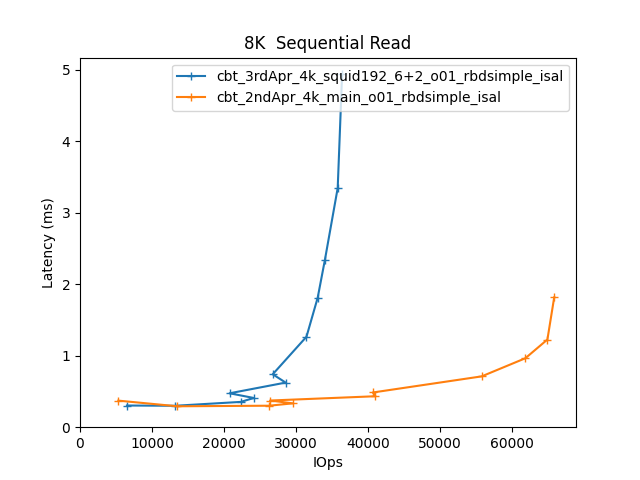 8K  Sequential Read
cbt_3rdApr_4k_squid192_6+2_o01_rbdsimple_isal
cbt_2ndApr_4k_main_o01_rbdsimple_isal
Latency (ms)
5
4
3
2
1
0
0 10000 20000 30000 40000 50000 60000
IOps